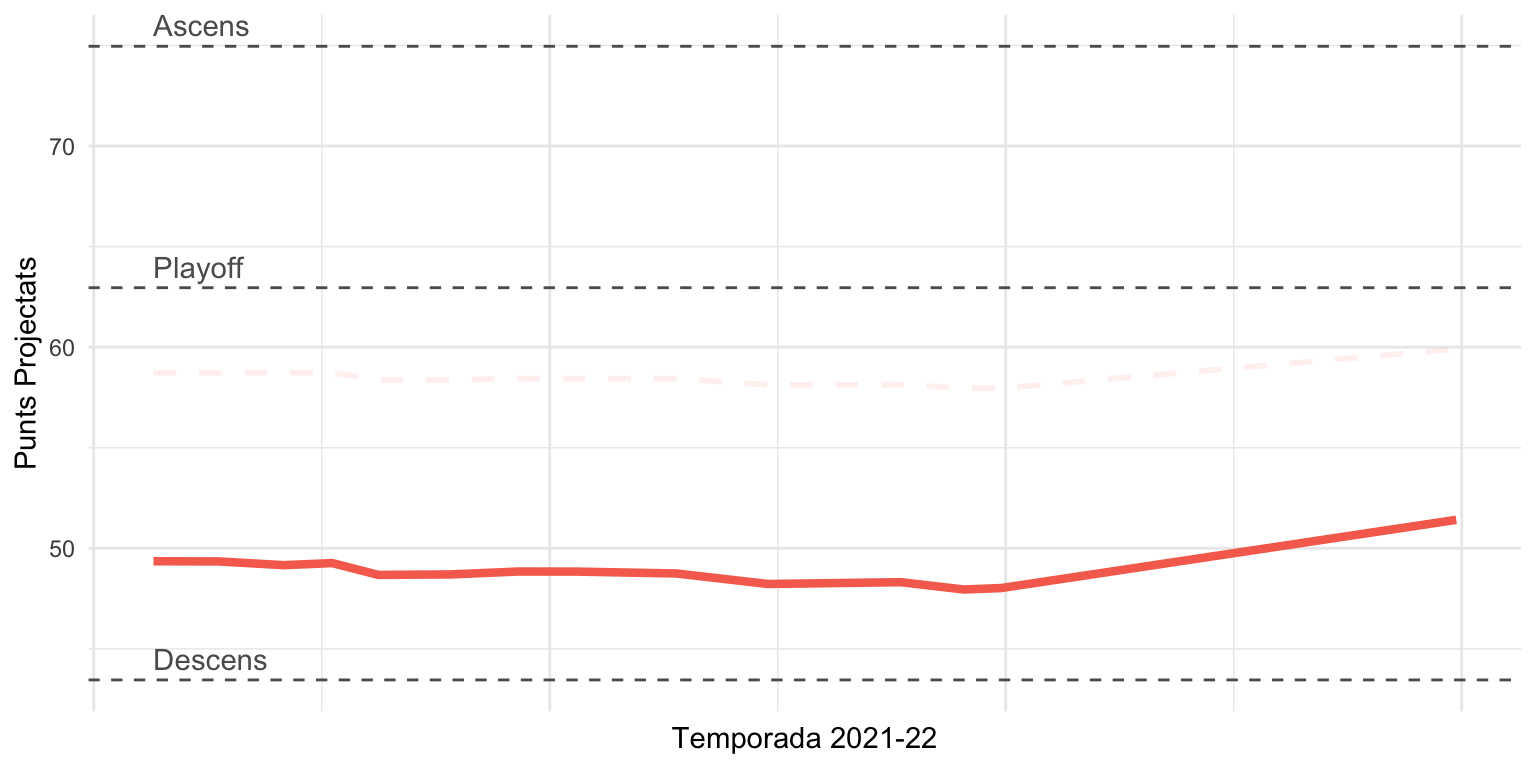 Ascens
70
Playoff
60
50
Descens
Punts Projectats
Temporada 2021-22